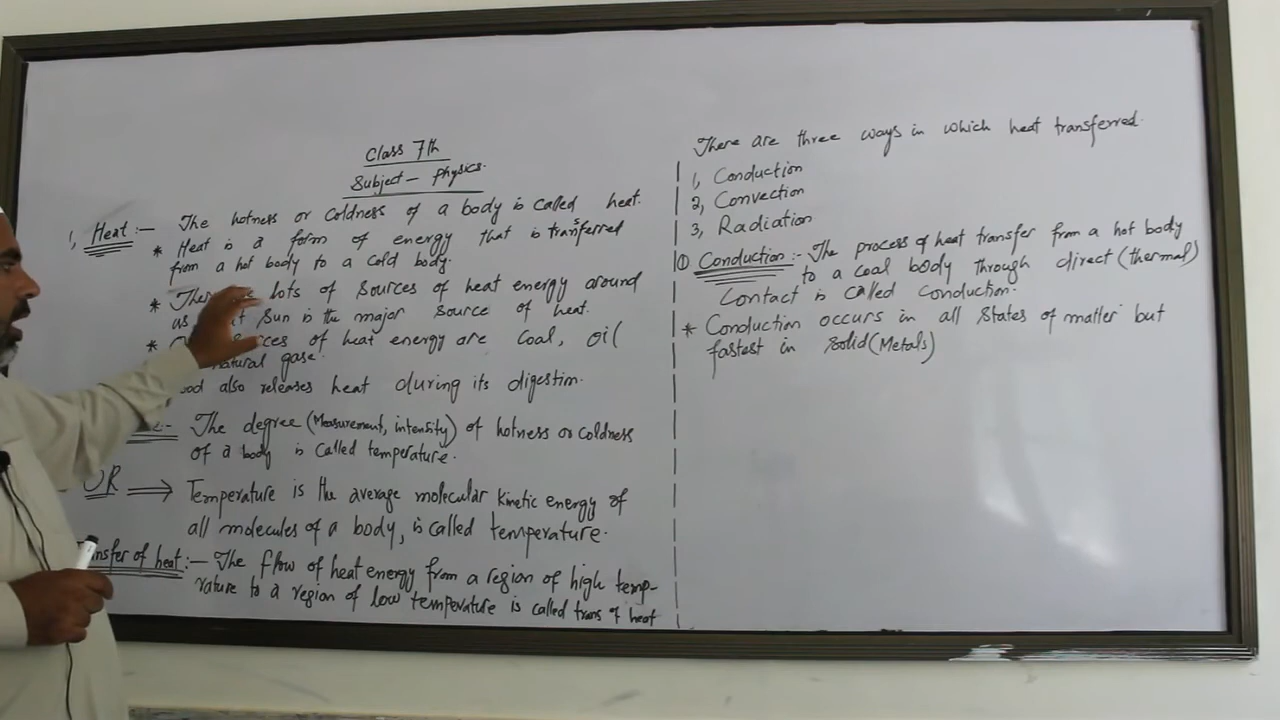 Class 7th
Subject – Physics.
1, Heat :– The hotness or coldness of a body is called heat.
* Heat is a form of energy that is transferred
from a hot body to a cold body.
* There is lots of sources of heat energy around
us Sun is the major source of heat.
* of heat energy are Coal, oil
natural gase.
also releases heat during its digestion.
:- The degree (Measurement, intensity) of hotness or coldness
of a body is called temperature.
OR ⇒ Temperature is the average molecular kinetic energy of
all molecules of a body, is called temperature.
Transfer of heat :– The flow of heat energy from a region of high temp-
rature to a region of low temperature is called trans of heat
There are three ways in which heat transferred.
1, Conduction
2, Convection
3, Radiation
① Conduction :- The process of heat transfer from a hot body
to a coal body through direct (thermal)
Contact is called Conduction.
* Conduction occurs in all states of matter but
fastest in solid (Metals)